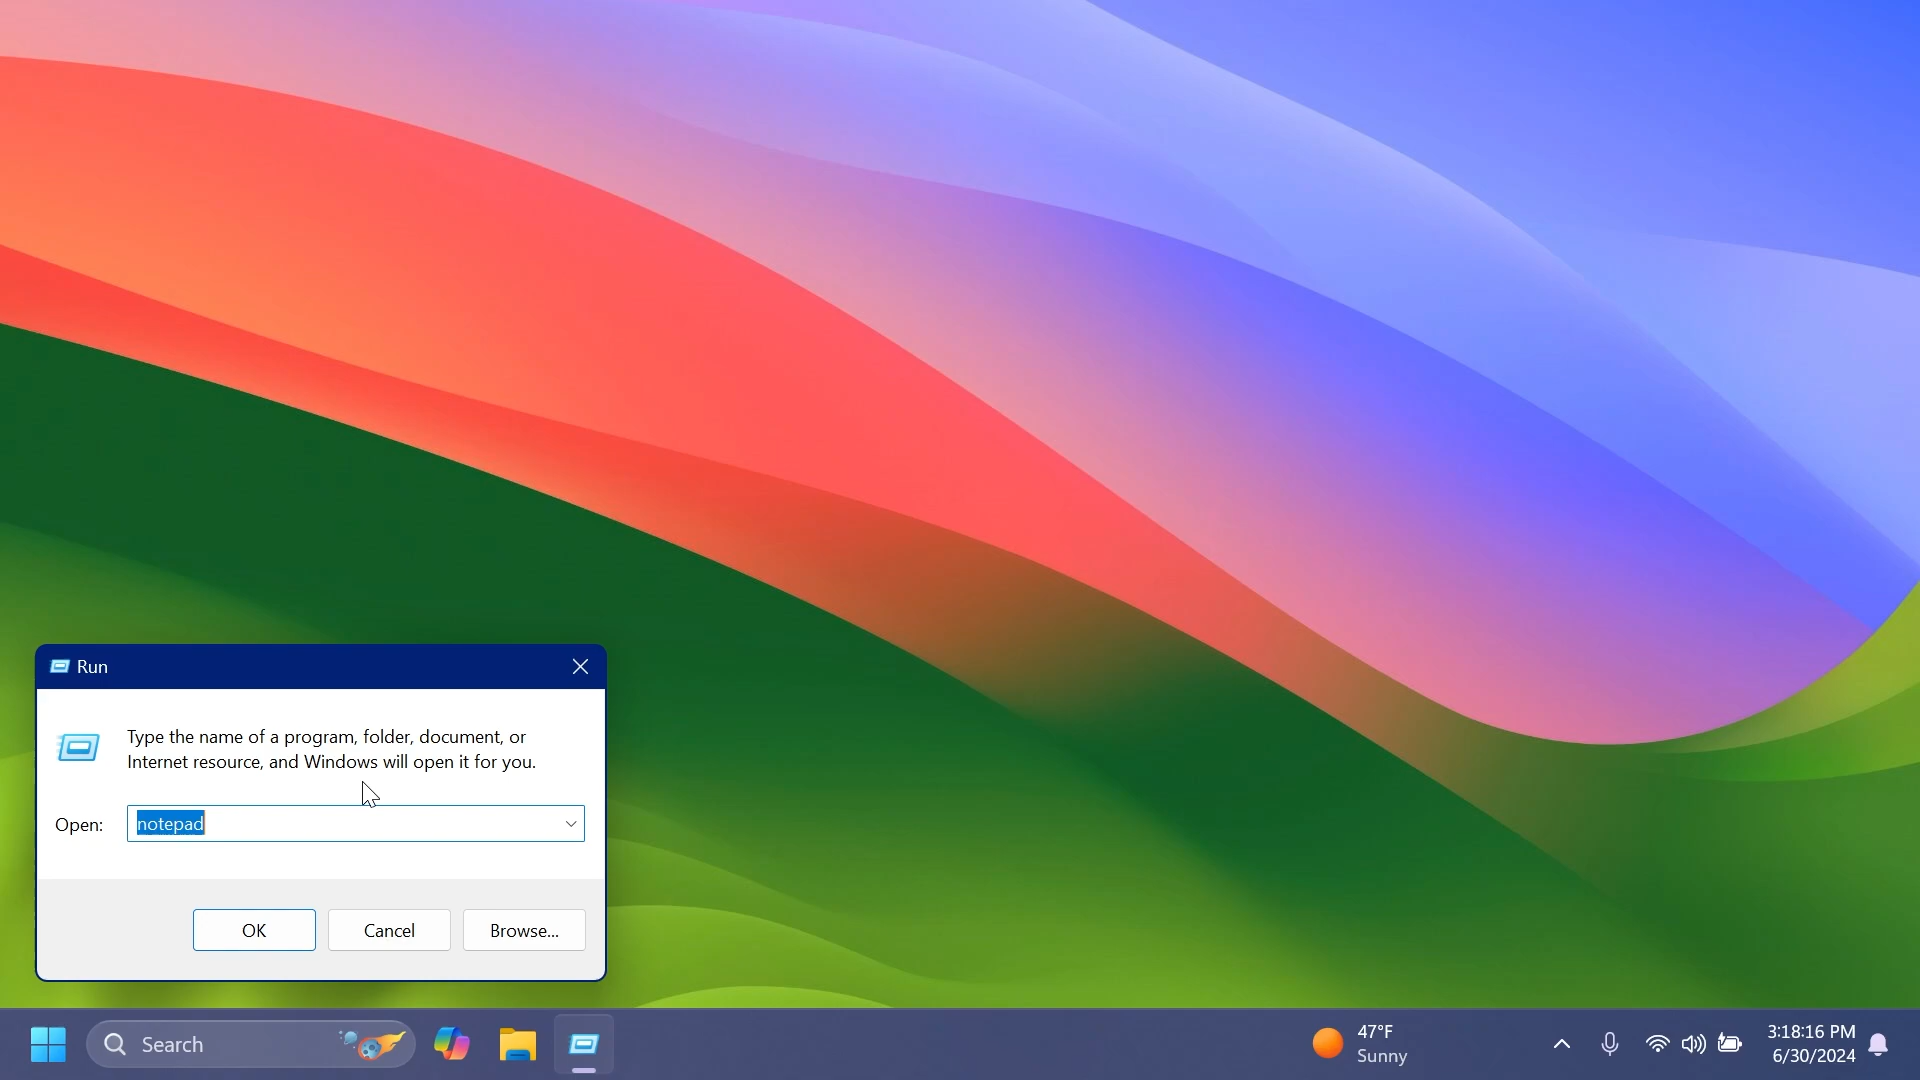 Run
Type the name of a program, folder, document, or
Internet resource, and Windows will open it for you.
Open:
notepad
OK
Cancel
Browse...
Search
47°F
Sunny
3:18:16 PM
6/30/2024